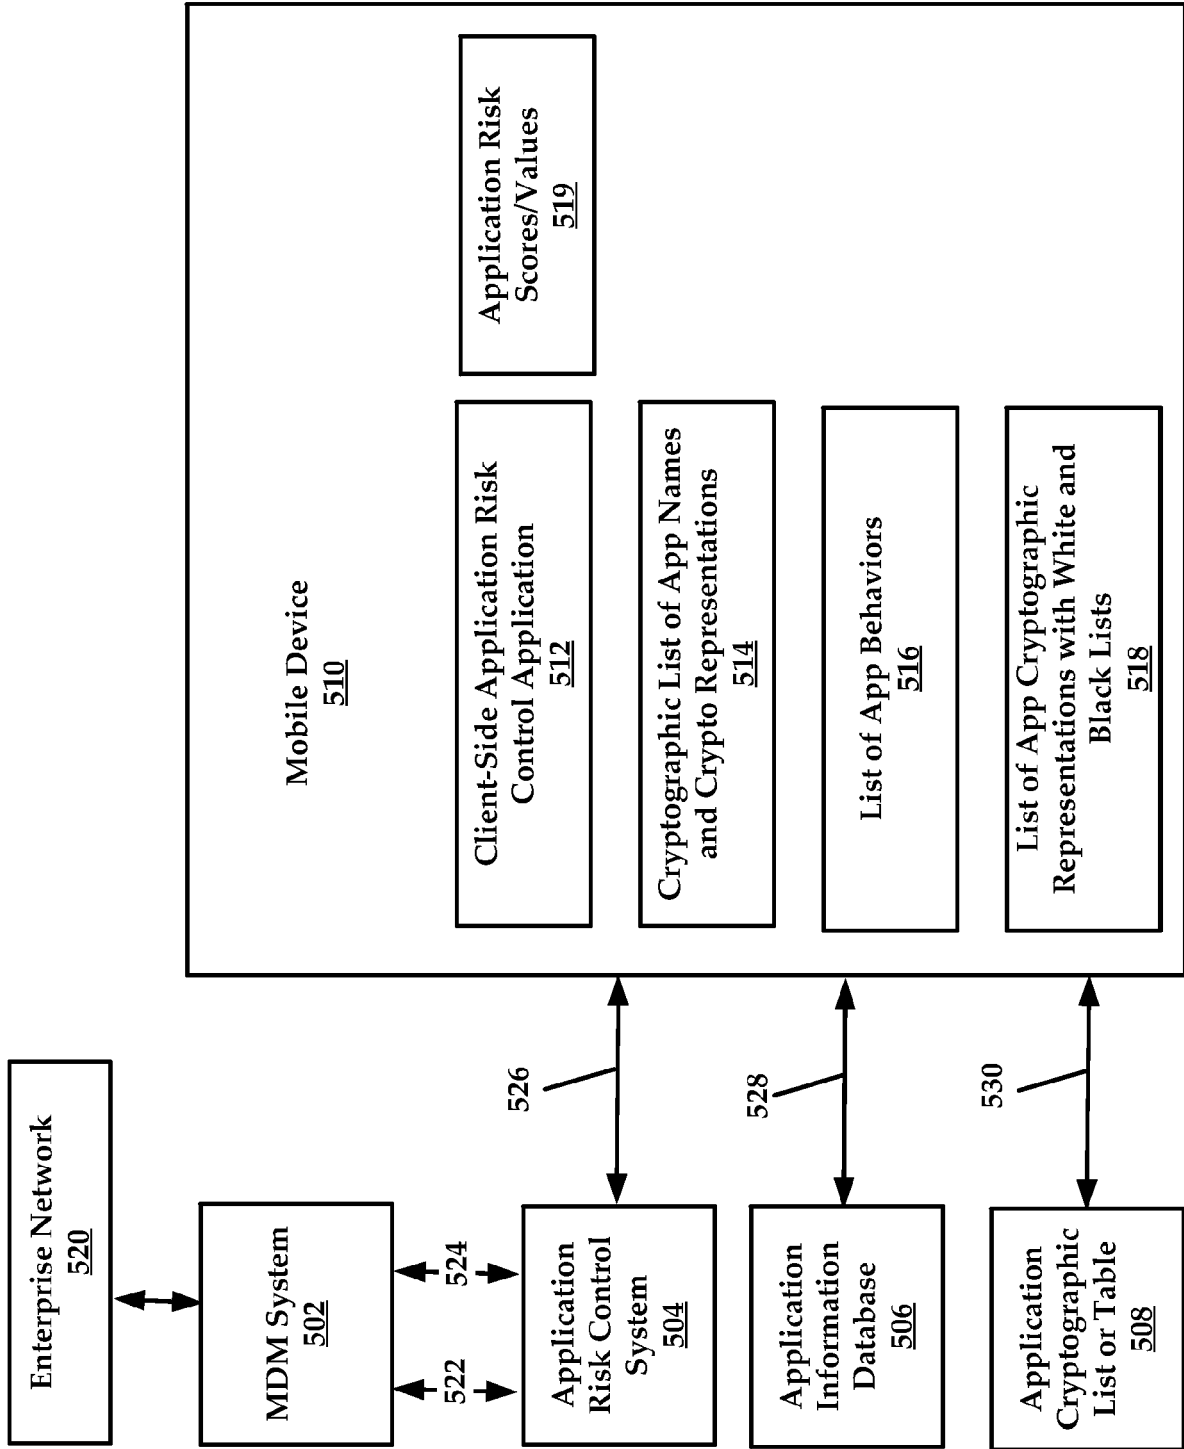 Enterprise Network
520
MDM System
502
522
524
Application
Risk Control
System
504
Application
Information
Database
506
Application
Cryptographic
List or Table
508
526
528
530
Mobile Device
510
Client-Side Application Risk
Control Application
512
Application Risk
Scores/Values
519
Cryptographic List of App Names
and Crypto Representations
514
List of App Behaviors
516
List of App Cryptographic
Representations with White and
Black Lists
518